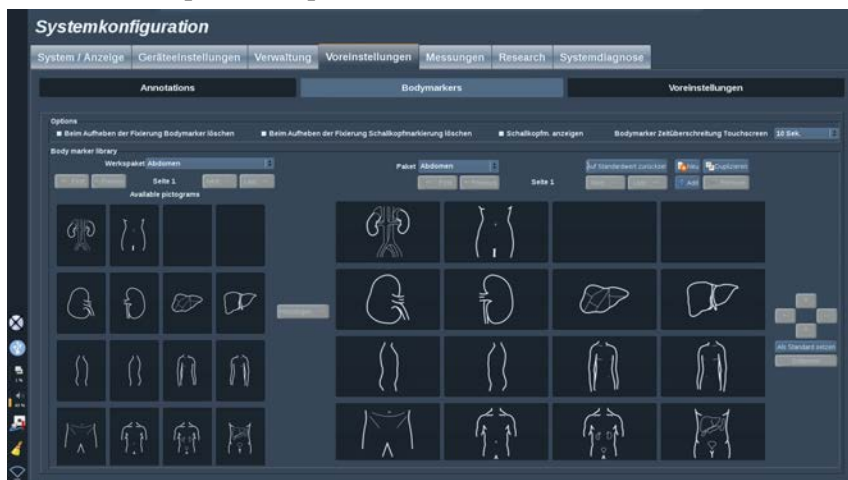 Systemkonfiguration
System / Anzeige Geräteeinstellungen Verwaltung Voreinstellungen Messungen Research Systemdiagnose
Annotations Bodymarkers Voreinstellungen
Options
Beim Aufheben der Fixierung Bodymarker löschen Beim Aufheben der Fixierung Schallkopfmarkierung löschen Schallkopfm. anzeigen Bodymarker Zeitüberschreitung Touchscreen 10 Sek.
Body marker library
Werkspaket Abdomen Paket Abdomen uf Standardwert zurücksetz Neu Duplizieren
Seite 1 Seite 1 Add
Available pictograms
Als Standard setzen